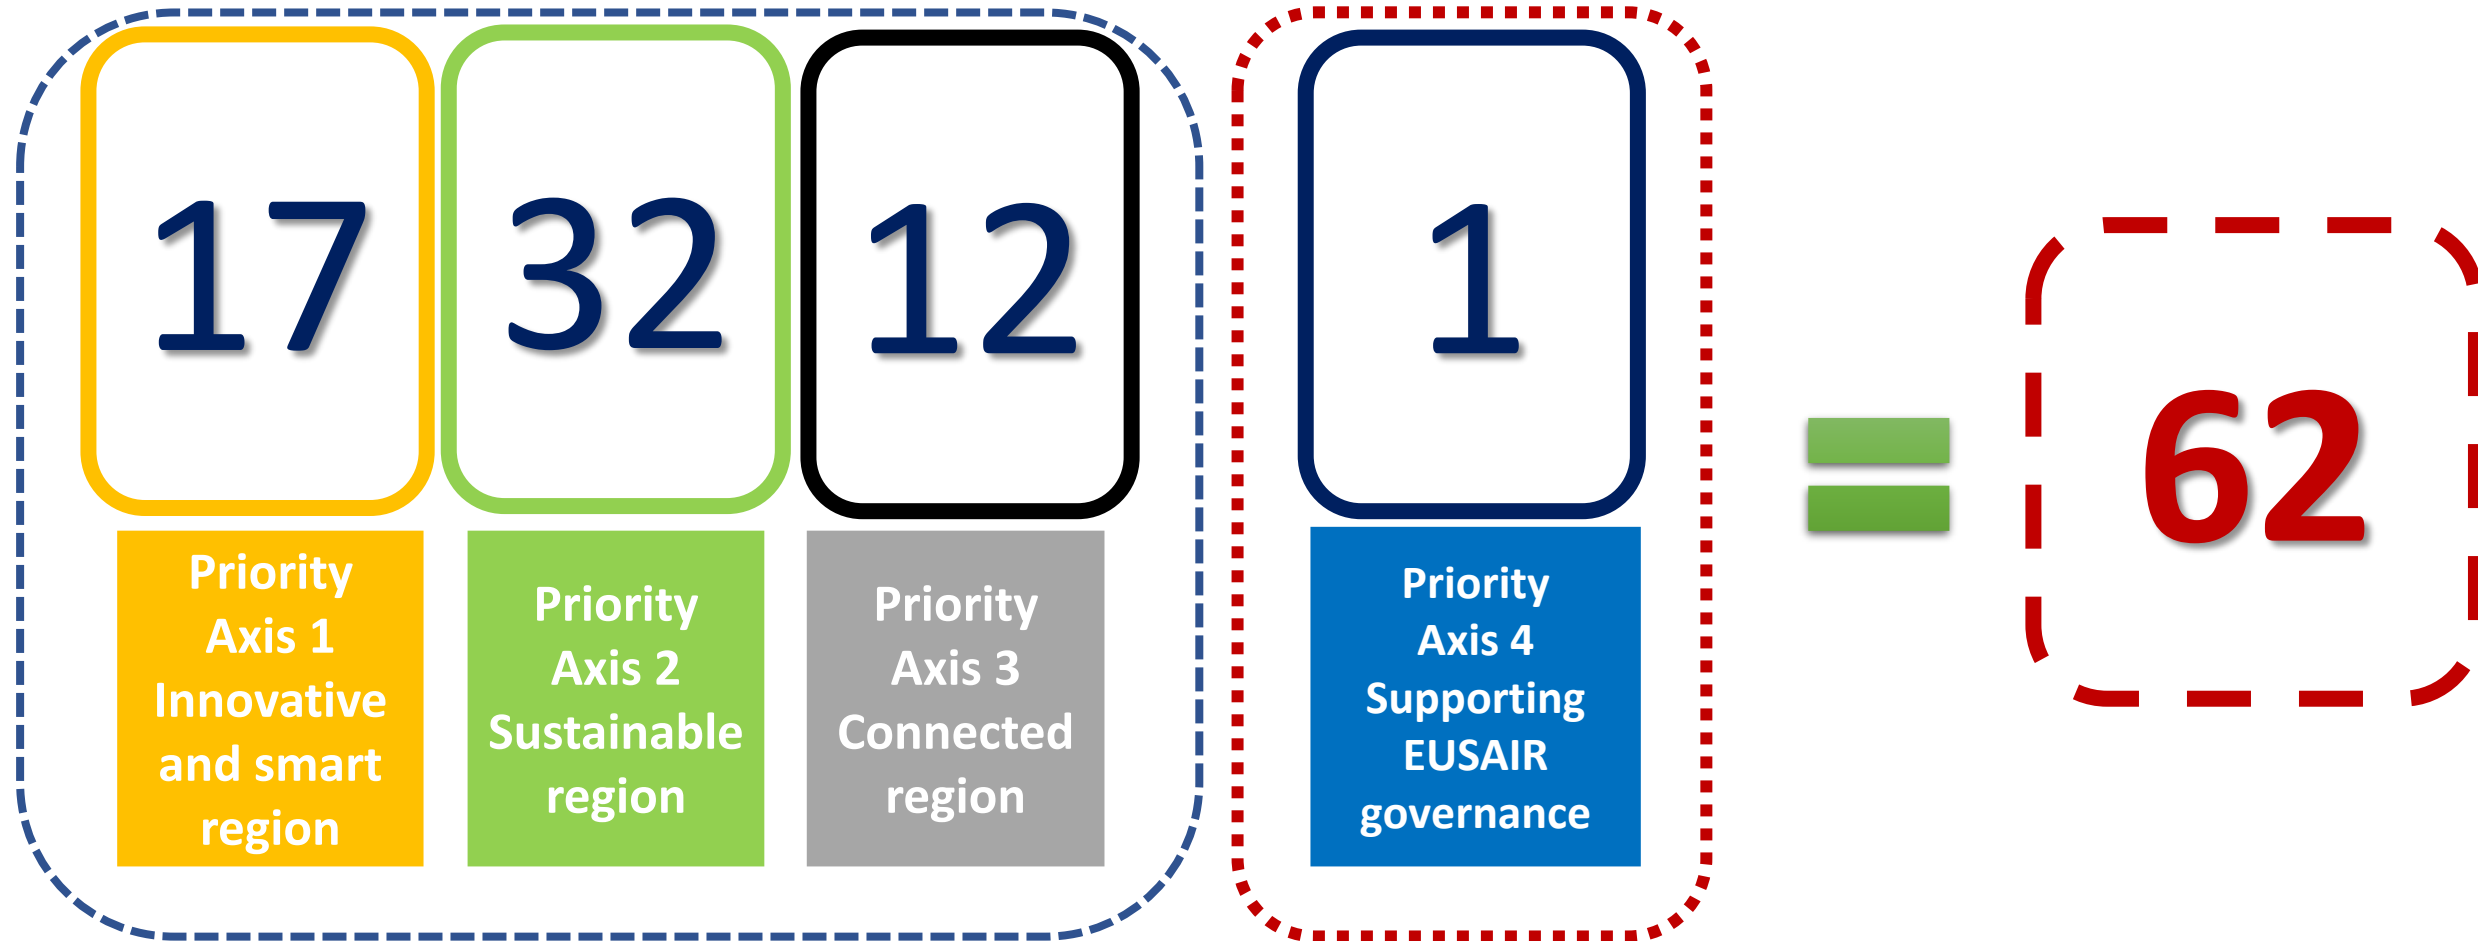 17
32
12
1
=
62
Priority
Axis 1
Innovative
and smart
region
Priority
Axis 2
Sustainable
region
Priority
Axis 3
Connected
region
Priority
Axis 4
Supporting
EUSAIR
governance